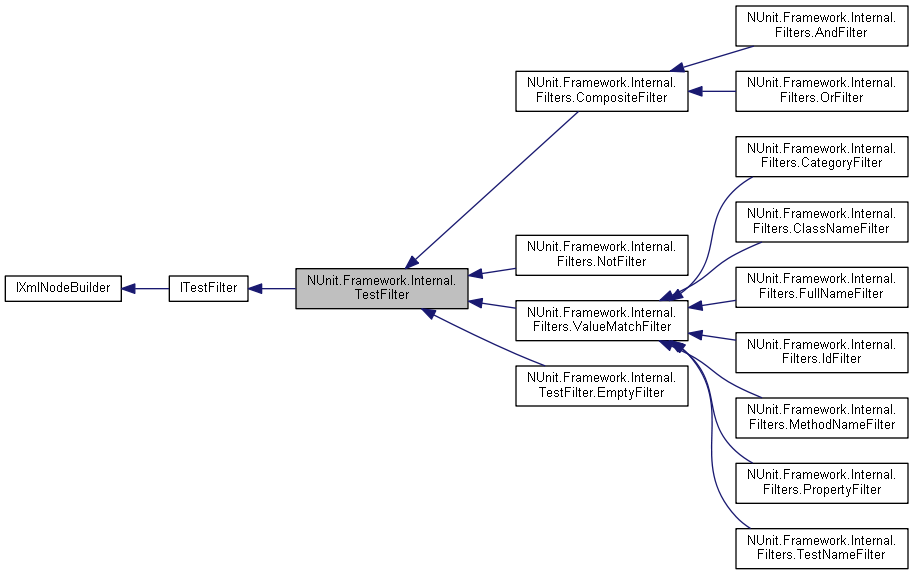 NUnit.Framework.Internal.
Filters.AndFilter
NUnit.Framework.Internal.
Filters.CompositeFilter
NUnit.Framework.Internal.
Filters.OrFilter
NUnit.Framework.Internal.
Filters.CategoryFilter
NUnit.Framework.Internal.
Filters.ClassNameFilter
NUnit.Framework.Internal.
Filters.NotFilter
IXmlNodeBuilder
ITestFilter
NUnit.Framework.Internal.
TestFilter
NUnit.Framework.Internal.
Filters.FullNameFilter
NUnit.Framework.Internal.
Filters.ValueMatchFilter
NUnit.Framework.Internal.
Filters.IdFilter
NUnit.Framework.Internal.
TestFilter.EmptyFilter
NUnit.Framework.Internal.
Filters.MethodNameFilter
NUnit.Framework.Internal.
Filters.PropertyFilter
NUnit.Framework.Internal.
Filters.TestNameFilter